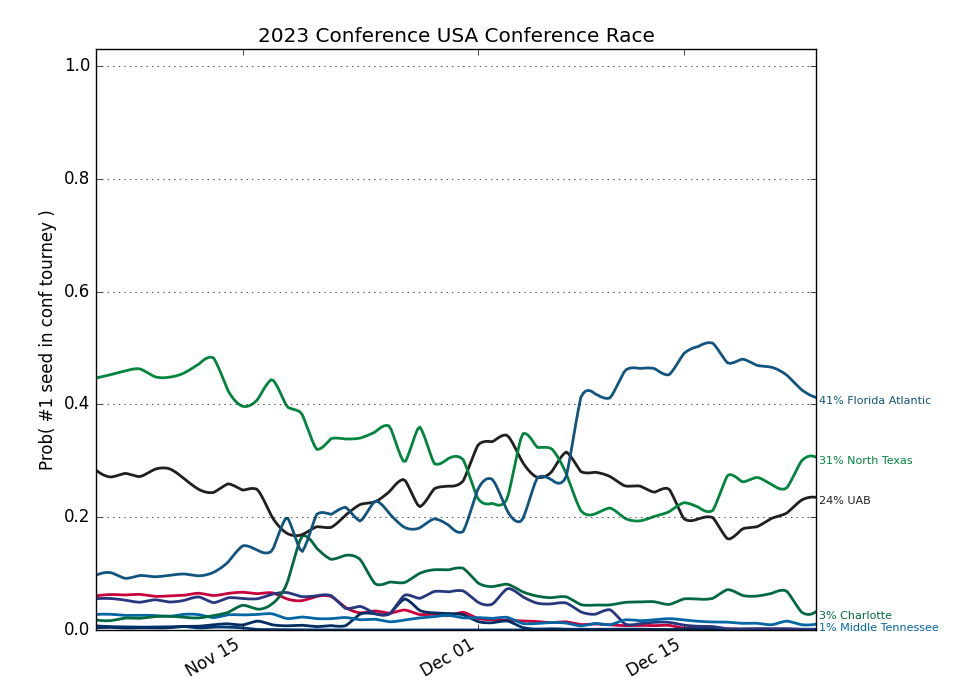 2023 Conference USA Conference Race
Prob( #1 seed in conf tourney )
1.0
0.8
0.6
0.4
0.2
0.0
Nov 15
Dec 01
Dec 15
41% Florida Atlantic
31% North Texas
24% UAB
3% Charlotte
1% Middle Tennessee